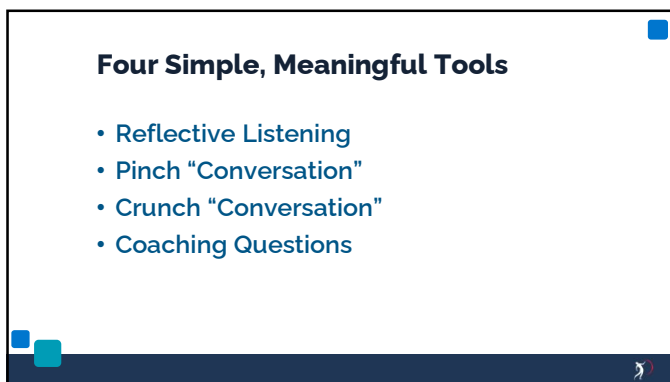 Four Simple, Meaningful Tools
• Reflective Listening
• Pinch “Conversation”
• Crunch “Conversation”
• Coaching Questions